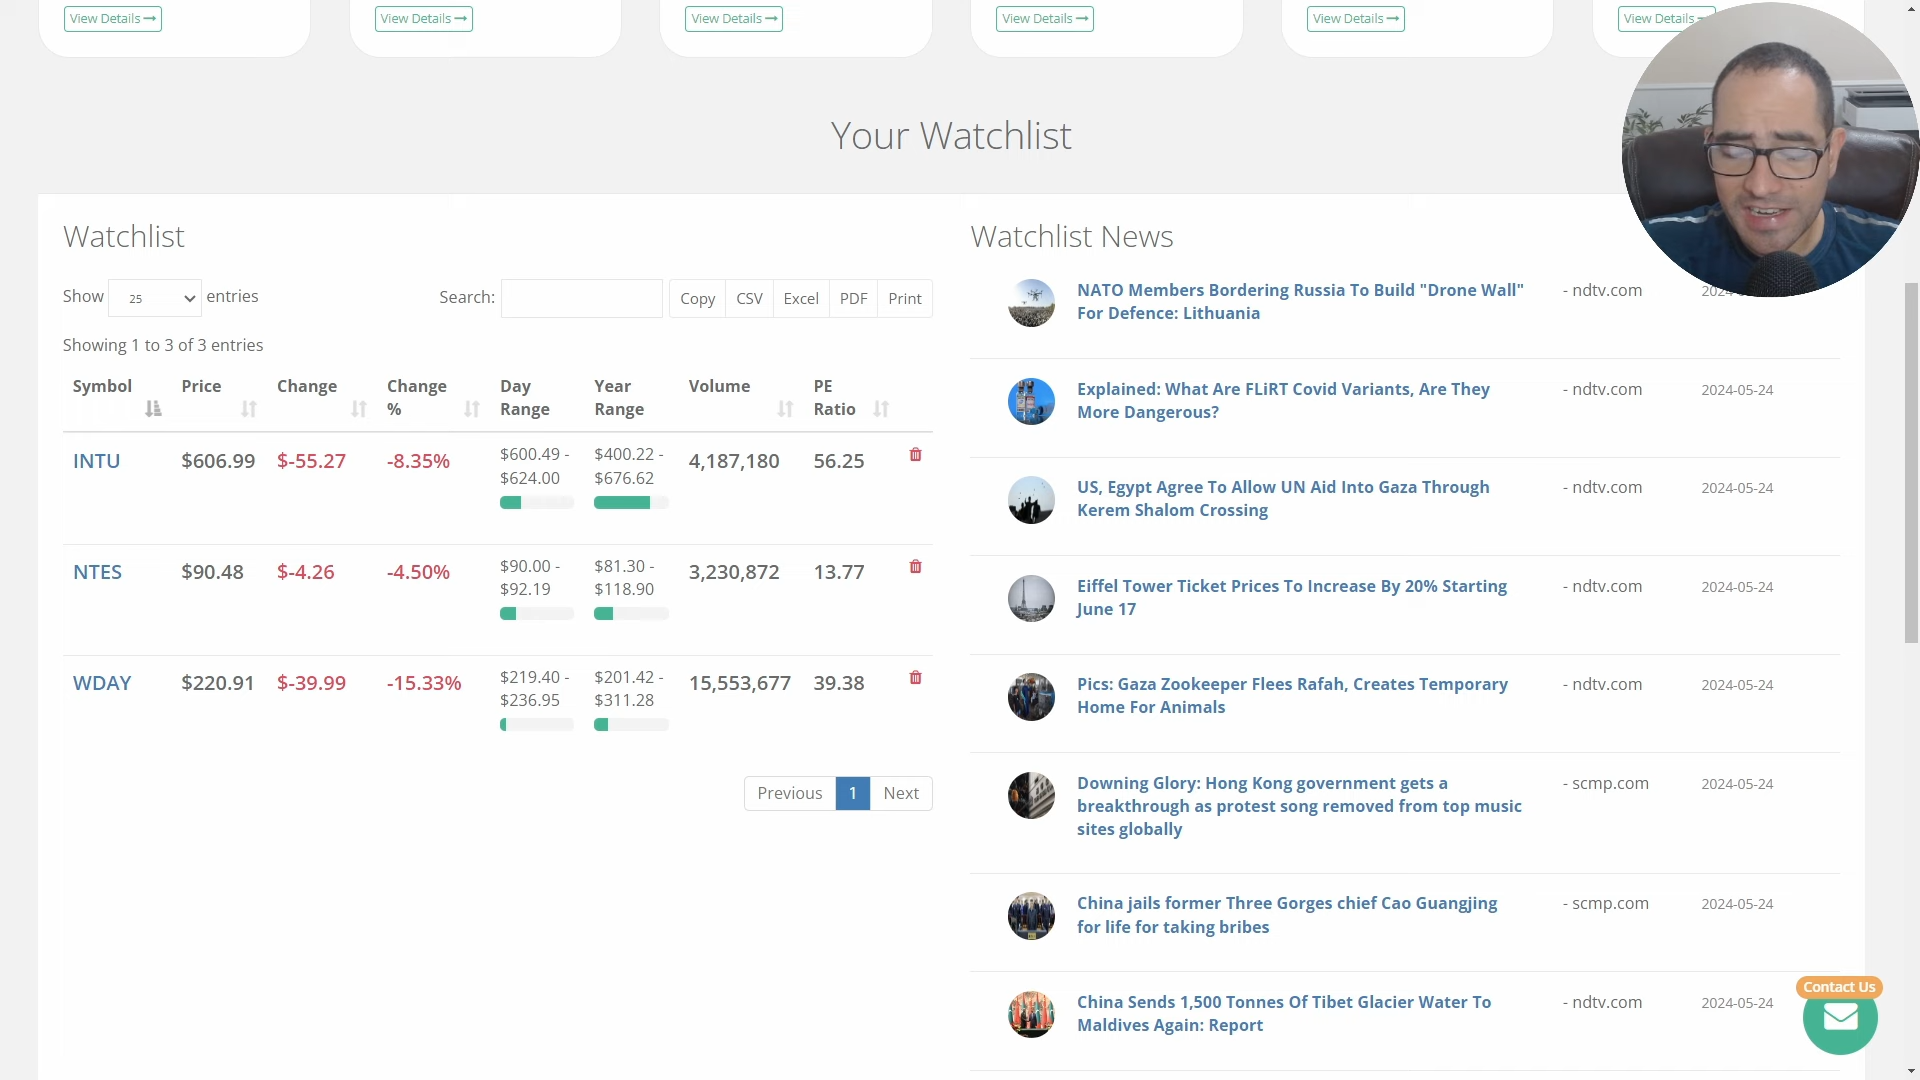 View Details
View Details
View Details
View Details
View Details
View Details
Your Watchlist
Watchlist
Show 25 entries
Search:
Copy CSV Excel PDF Print
Showing 1 to 3 of 3 entries
Symbol Price Change Change % Day Range Year Range Volume PE Ratio
INTU $606.99 $-55.27 -8.35% $600.49 - $624.00 $400.22 - $676.62 4,187,180 56.25
NTES $90.48 $-4.26 -4.50% $90.00 - $92.19 $81.30 - $118.90 3,230,872 13.77
WDAY $220.91 $-39.99 -15.33% $219.40 - $236.95 $201.42 - $311.28 15,553,677 39.38
Previous 1 Next
Watchlist News
NATO Members Bordering Russia To Build "Drone Wall" - ndtv.com
For Defence: Lithuania
Explained: What Are FLiRT Covid Variants, Are They - ndtv.com 2024-05-24
More Dangerous?
US, Egypt Agree To Allow UN Aid Into Gaza Through - ndtv.com 2024-05-24
Kerem Shalom Crossing
Eiffel Tower Ticket Prices To Increase By 20% Starting - ndtv.com 2024-05-24
June 17
Pics: Gaza Zookeeper Flees Rafah, Creates Temporary - ndtv.com 2024-05-24
Home For Animals
Downing Glory: Hong Kong government gets a - scmp.com 2024-05-24
breakthrough as protest song removed from top music
sites globally
China jails former Three Gorges chief Cao Guangjing - scmp.com 2024-05-24
for life for taking bribes
China Sends 1,500 Tonnes Of Tibet Glacier Water To - ndtv.com 2024-05-24
Maldives Again: Report
Contact Us